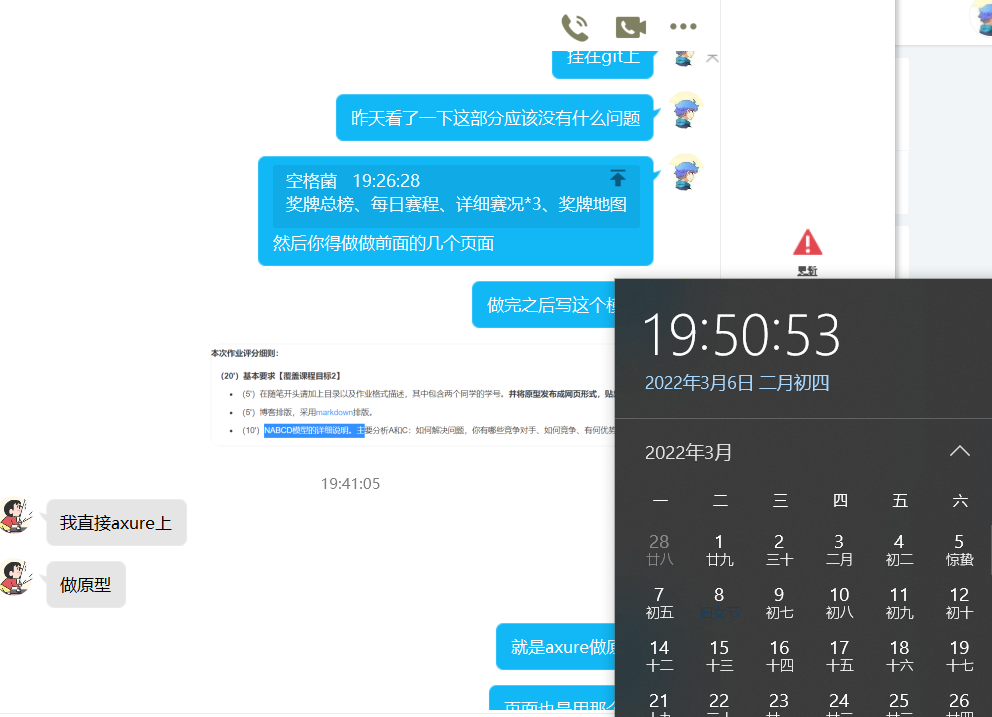 挂在git上
昨天看了一下这部分应该没有什么问题
空格菌 19:26:28
奖牌总榜、每日赛程、详细赛况*3、奖牌地图
然后你得做做前面的几个页面
更新
做完之后写这个
本次作业评分细则：
(20') 基本要求【覆盖课程目标2】
(5') 在随笔开头请加上目录以及作业格式描述，其中包含两个同学的学号。并将原型发布成网页形式，贴
(5') 博客排版，采用markdown排版。
(10') NABCD模型的详细说明。主要分析A和C：如何解决问题，你有哪些竞争对手、如何竞争、有何优势
19:41:05
我直接axure上
做原型
就是axure做原
页面也是用那么
19:50:53
2022年3月6日 二月初四
2022年3月
一 二 三 四 五 六
28 1 2 3 4 5
廿八 廿九 三十 二月 初二 惊蛰
7 8 9 10 11 12
初五 妇女节 初七 初八 初九 初十
14 15 16 17 18 19
十二 十三 十四 十五 十六 十七
21 22 23 24 25 26